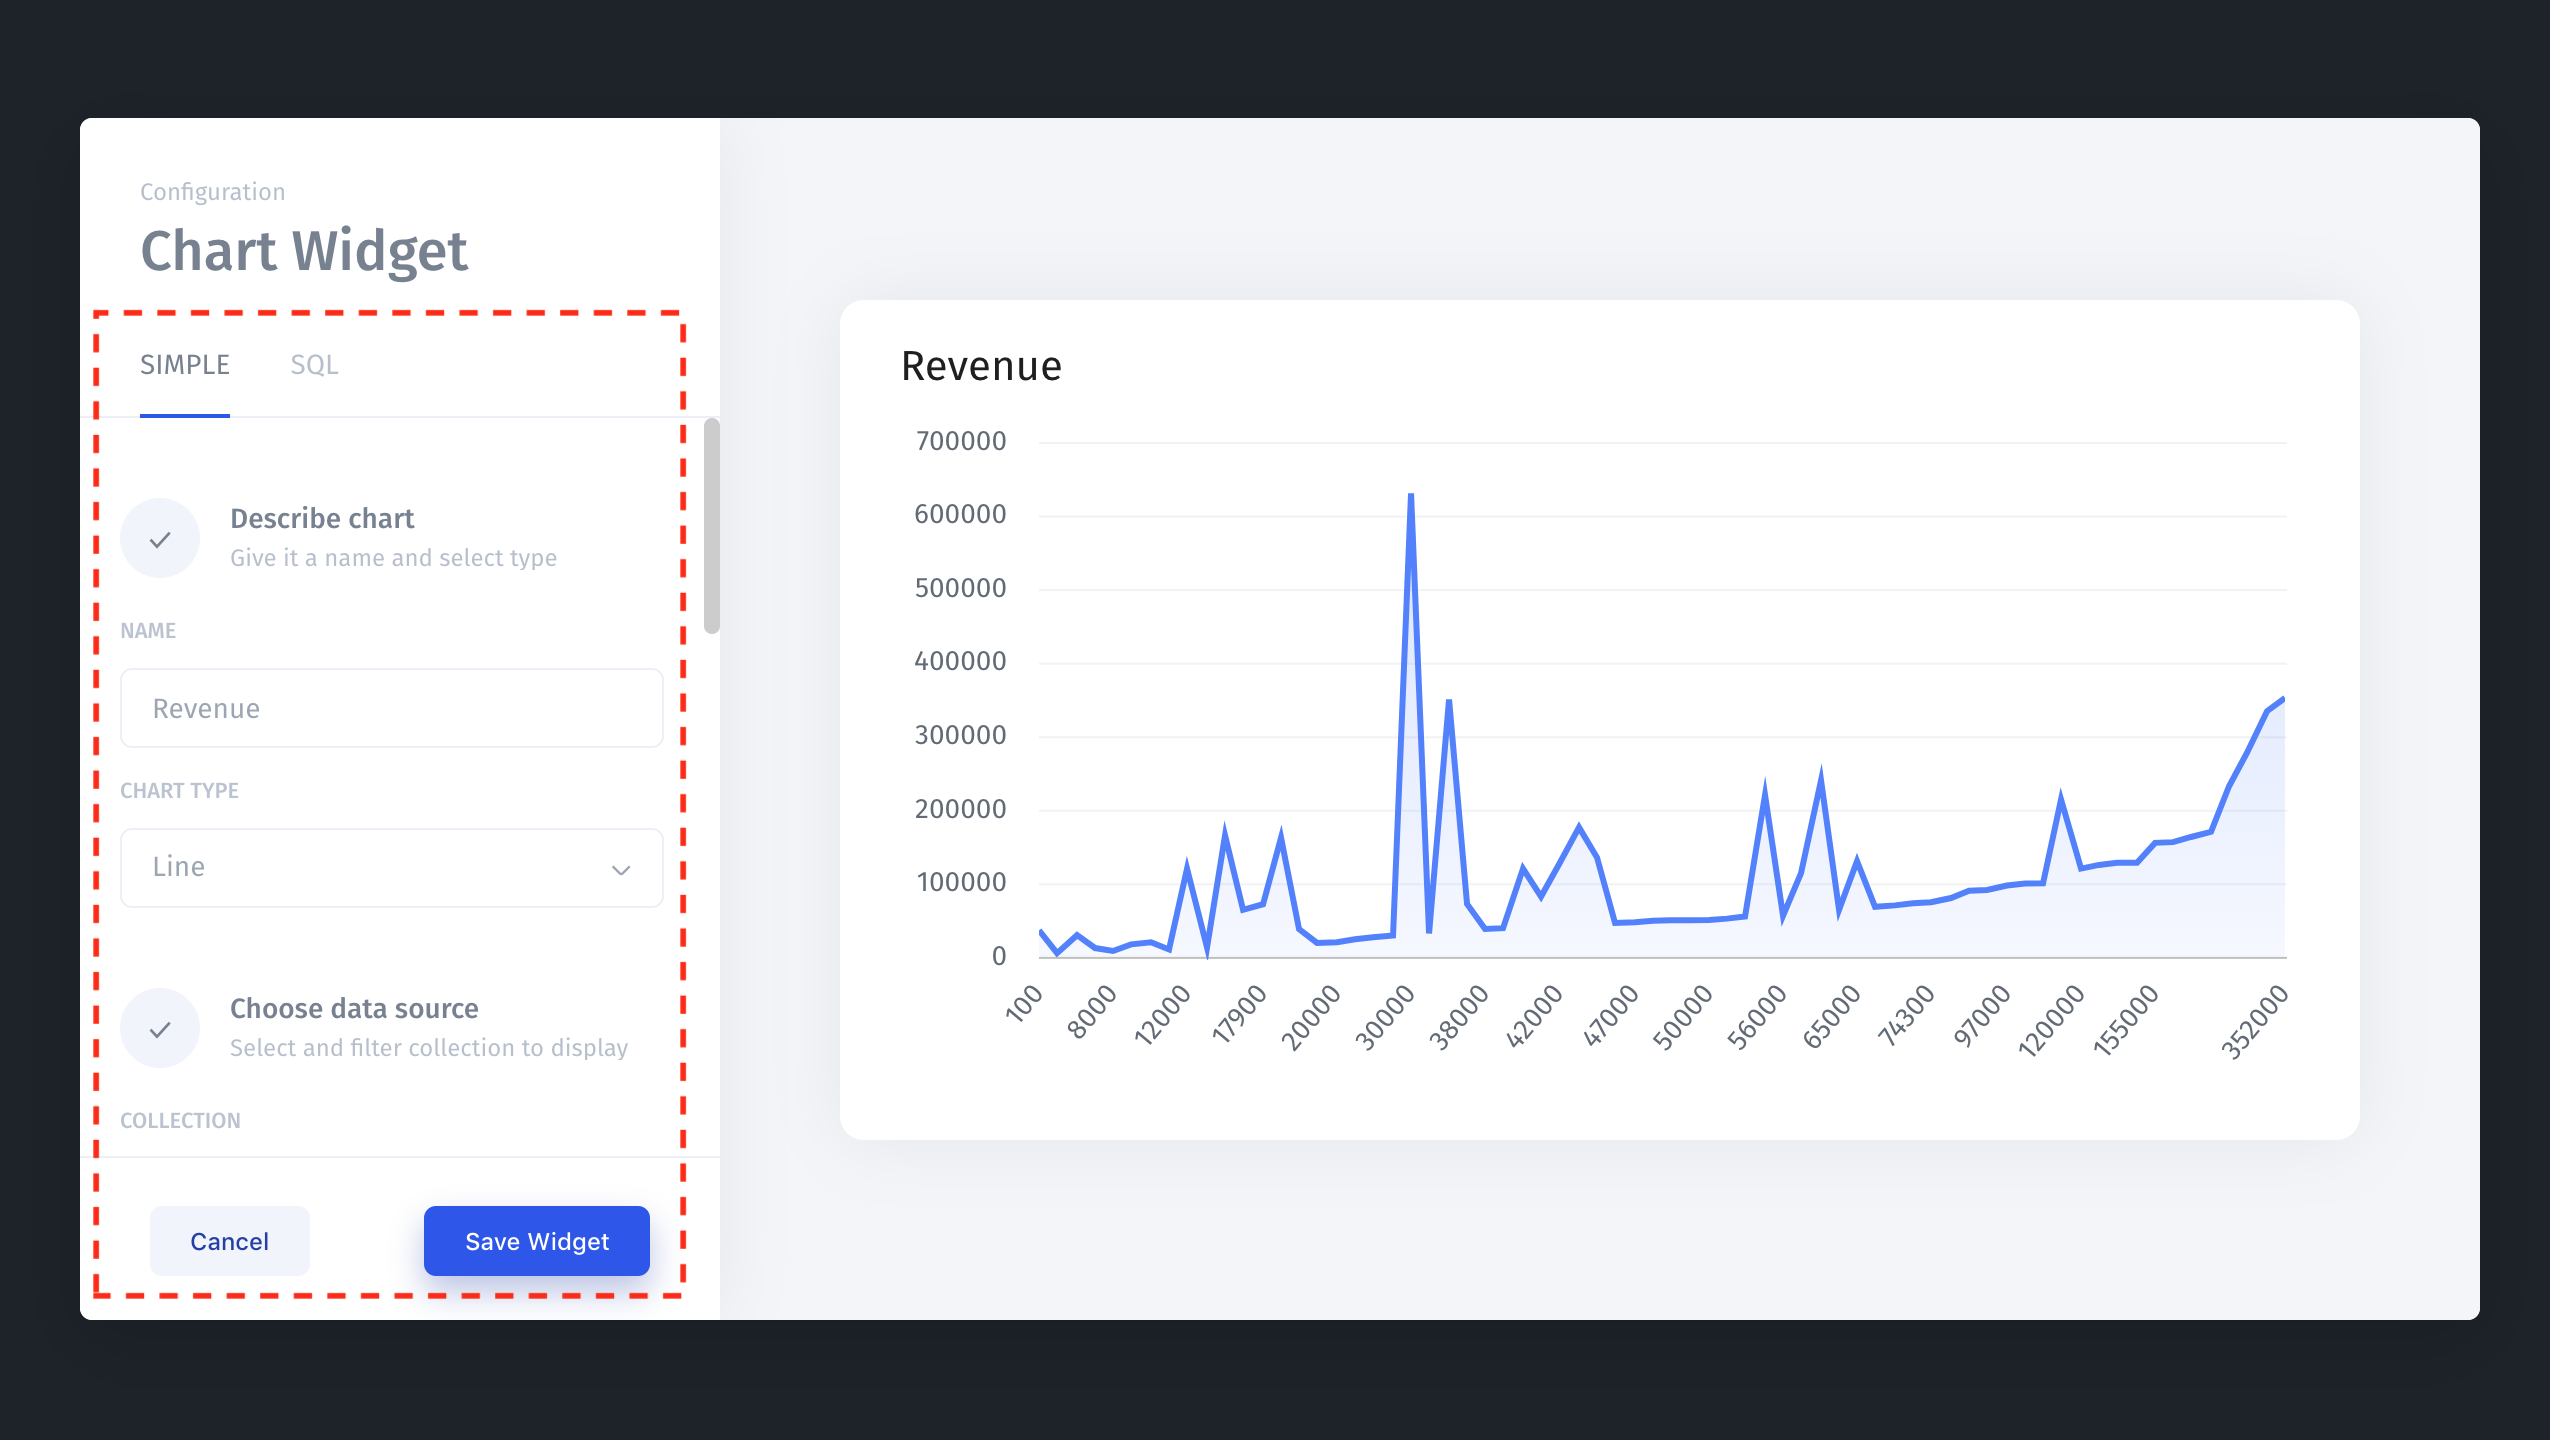 Configuration
Chart Widget
SIMPLE SQL
Describe chart
Give it a name and select type
NAME
Revenue
CHART TYPE
Line
Choose data source
Select and filter collection to display
COLLECTION
Cancel Save Widget
Revenue
700000
600000
500000
400000
300000
200000
100000
0
100 8000 12000 17900 20000 30000 38000 42000 47000 50000 56000 65000 74300 97000 120000 155000 352000